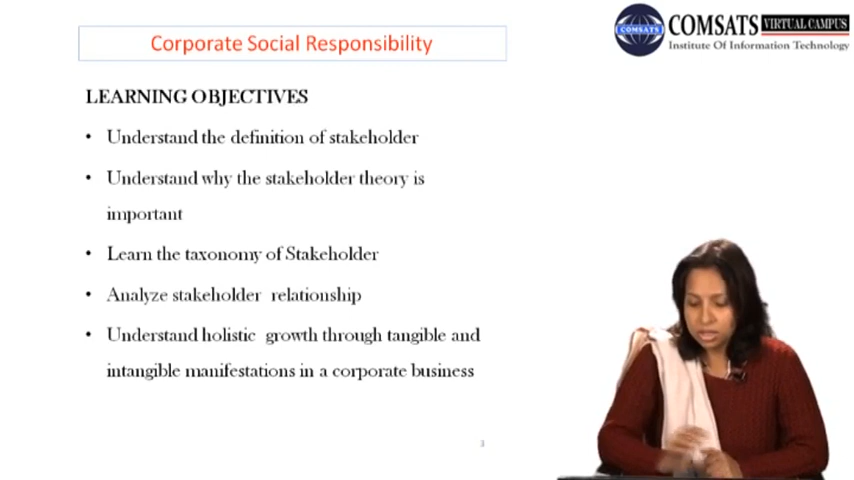 Corporate Social Responsibility
COMSATS VIRTUAL CAMPUS
COMSATS
Institute Of Information Technology
LEARNING OBJECTIVES
• Understand the definition of stakeholder
• Understand why the stakeholder theory is
important
• Learn the taxonomy of Stakeholder
• Analyze stakeholder relationship
• Understand holistic growth through tangible and
intangible manifestations in a corporate business
3